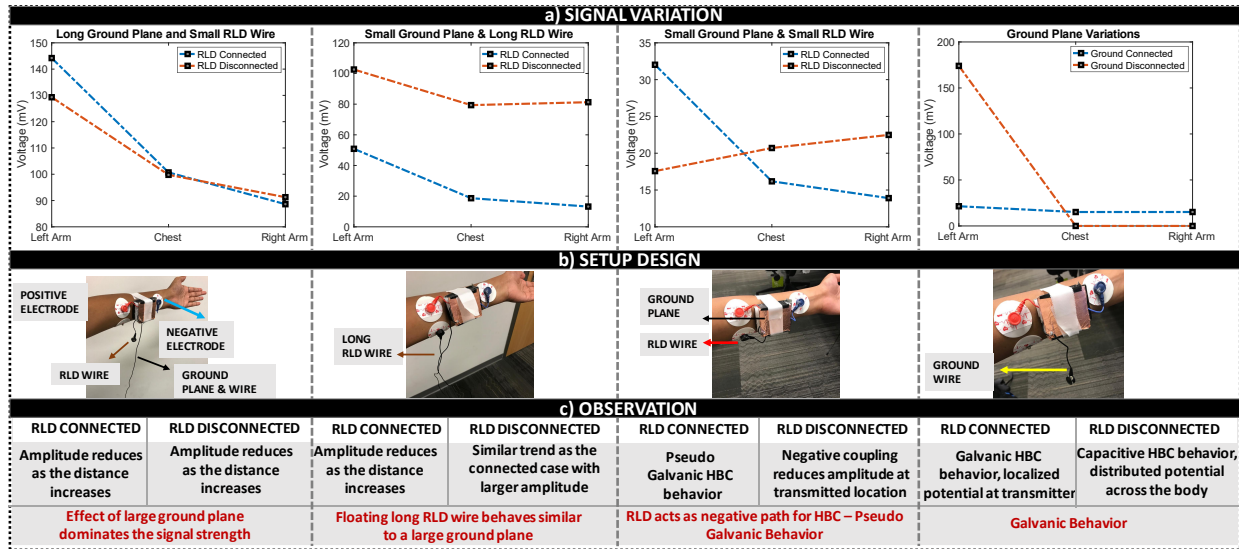 a) SIGNAL VARIATION
Long Ground Plane and Small RLD Wire
RLD Connected
RLD Disconnected
Voltage (mV)
150
140
130
120
110
100
90
80
Left Arm
Chest
Right Arm
Small Ground Plane & Long RLD Wire
RLD Connected
RLD Disconnected
Voltage (mV)
120
100
80
60
40
20
0
Left Arm
Chest
Right Arm
Small Ground Plane & Small RLD Wire
RLD Connected
RLD Disconnected
Voltage (mV)
35
30
25
20
15
10
Left Arm
Chest
Right Arm
Ground Plane Variations
Ground Connected
Ground Disconnected
Voltage (mV)
200
150
100
50
0
Left Arm
Chest
Right Arm
b) SETUP DESIGN
POSITIVE
ELECTRODE
NEGATIVE
ELECTRODE
RLD WIRE
GROUND
PLANE & WIRE
LONG
RLD WIRE
GROUND
PLANE
RLD WIRE
GROUND
WIRE
c) OBSERVATION
RLD CONNECTED
Amplitude reduces
as the distance
increases
RLD DISCONNECTED
Amplitude reduces
as the distance
increases
Effect of large ground plane
dominates the signal strength
RLD CONNECTED
Amplitude reduces
as the distance
increases
RLD DISCONNECTED
Similar trend as the
connected case with
larger amplitude
Floating long RLD wire behaves similar
to a large ground plane
RLD CONNECTED
Pseudo
Galvanic HBC
behavior
RLD DISCONNECTED
Negative coupling
reduces amplitude at
transmitted location
RLD acts as negative path for HBC – Pseudo
Galvanic Behavior
RLD CONNECTED
Galvanic HBC
behavior, localized
potential at transmitter
RLD DISCONNECTED
Capacitive HBC behavior,
distributed potential
across the body
Galvanic Behavior